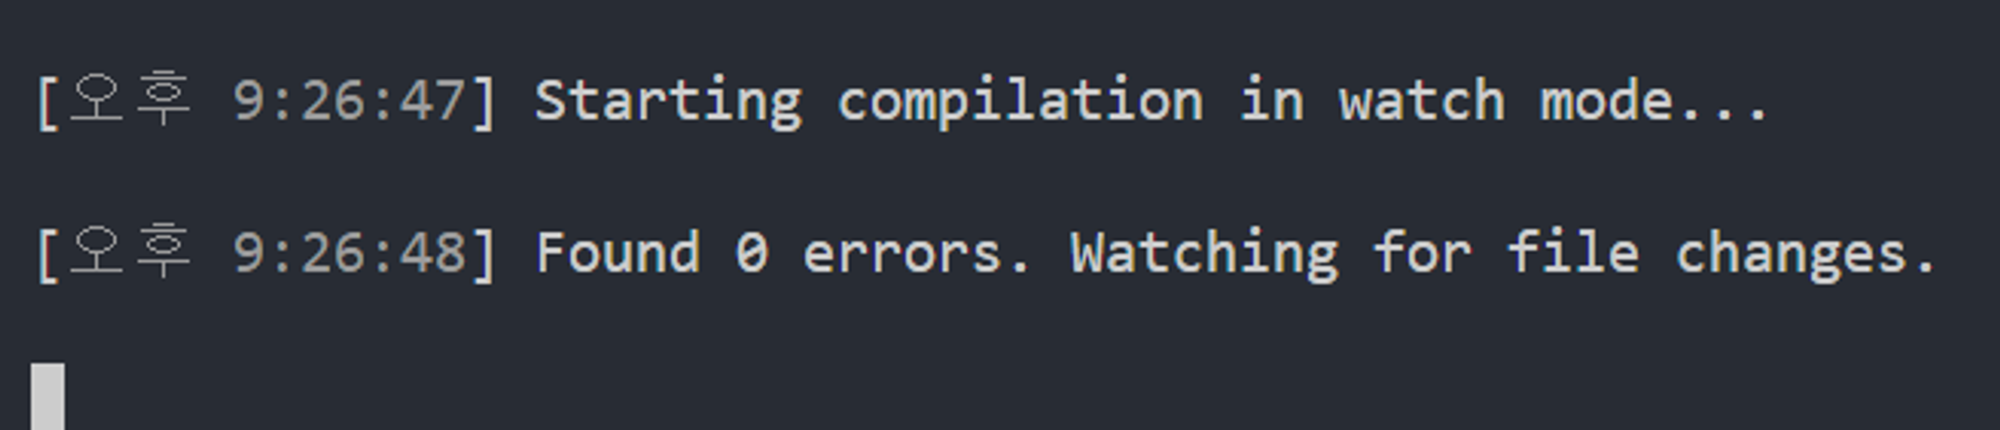 [오후 9:26:47] Starting compilation in watch mode...
[오후 9:26:48] Found 0 errors. Watching for file changes.